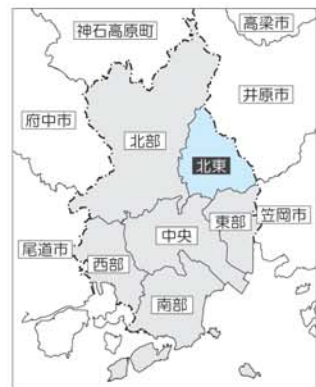 神石高原町
高梁市
井原市
府中市
北部
北東
東部
笠岡市
中央
尾道市
西部
南部